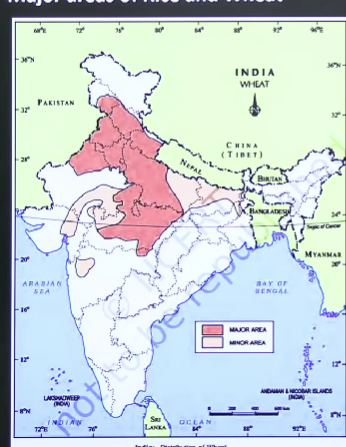 Major areas of Rice and Wheat
68°E 72° 76° 80° 84° 88° 92° 96°E
36°N
36°N
INDIA
WHEAT
PAKISTAN
32°
32°
CHINA
(TIBET)
28°
28°
NEPAL
BHUTAN
BANGLADESH
24°
24°
Tropic of Cancer
MYANMAR
20°
20°
ARABIAN
SEA
BAY OF
BENGAL
16°
16°
MAJOR AREA
MINOR AREA
12°
12°
LAKSHADWEEP
(INDIA)
ANDAMAN & NICOBAR ISLANDS
(INDIA)
8°N
8°N
SRI
LANKA
INDIAN OCEAN
72°E 76° 80° 84° 88° 92°E
India: Distribution of Wheat
not to be republished